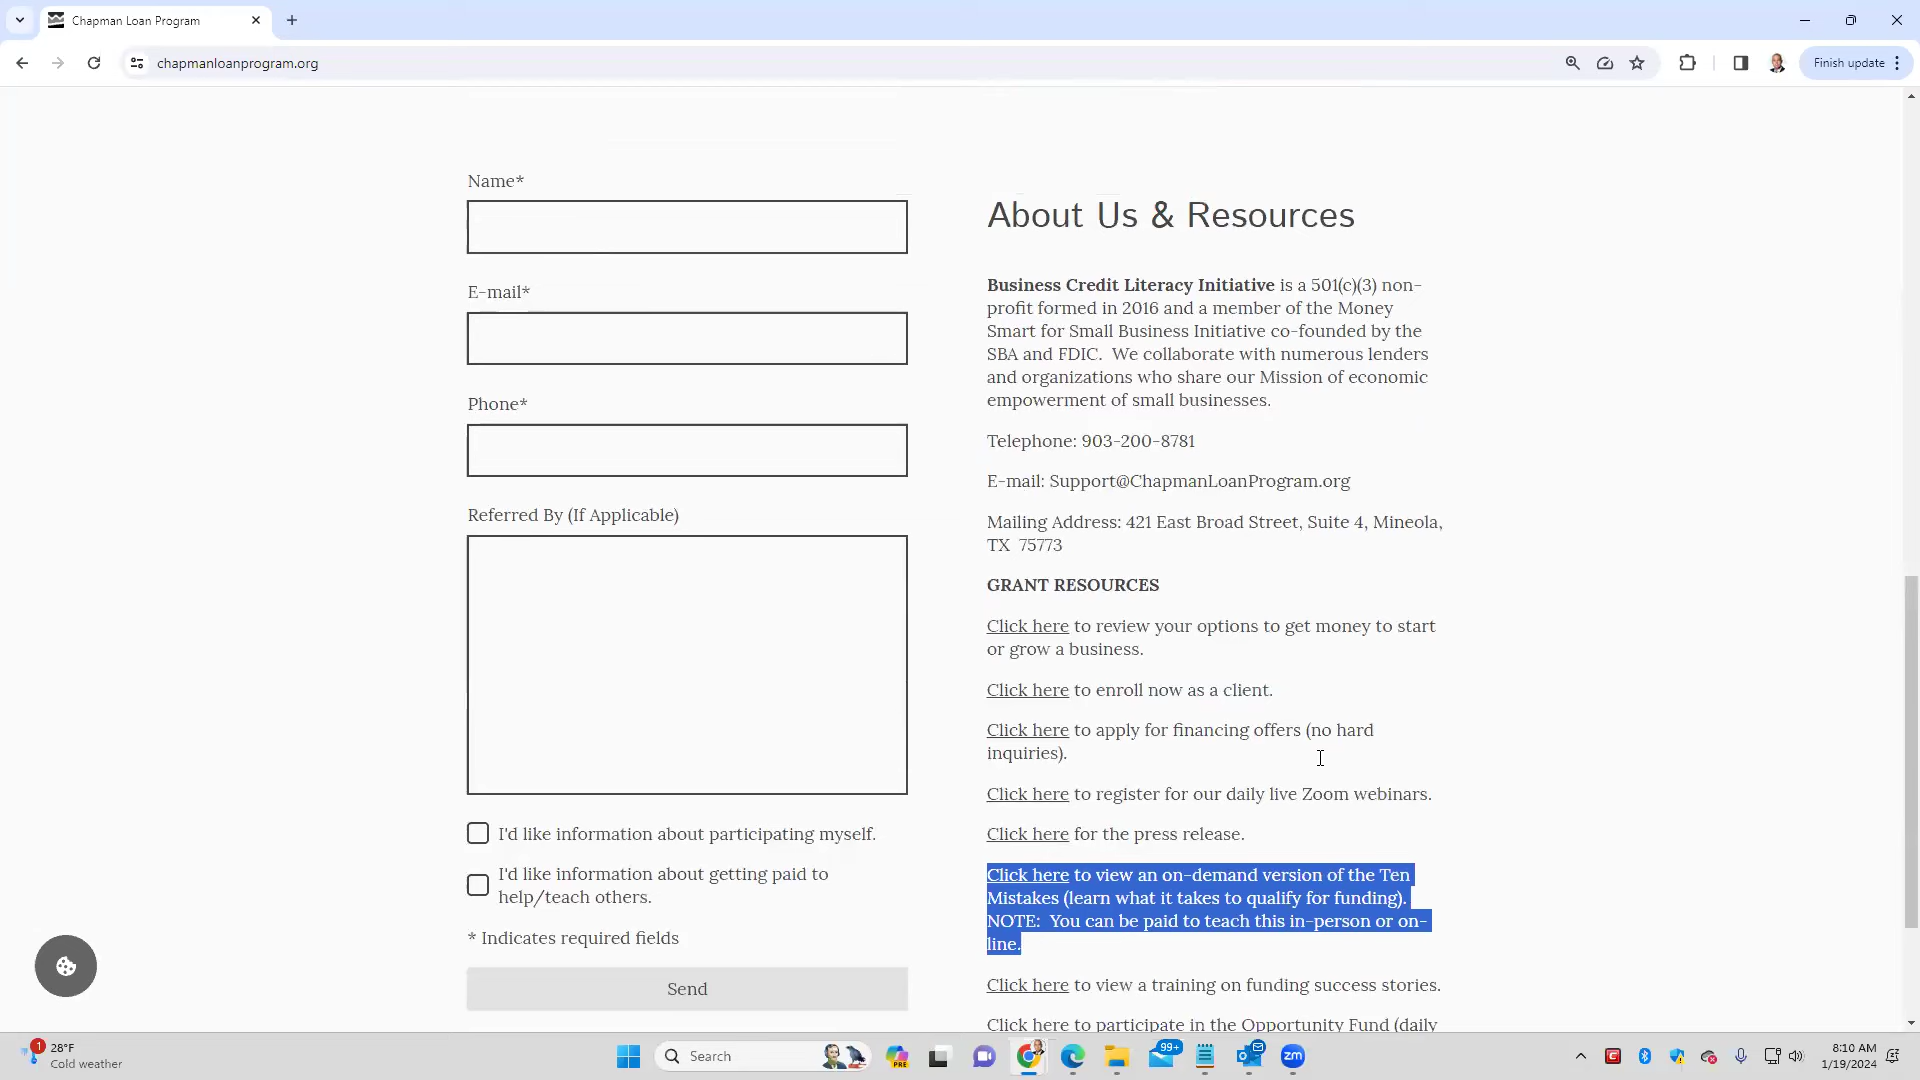 Chapman Loan Program
chapmanloanprogram.org
Finish update
Name*
E-mail*
Phone*
Referred By (If Applicable)
I'd like information about participating myself.
I'd like information about getting paid to
help/teach others.
* Indicates required fields
Send
About Us & Resources
Business Credit Literacy Initiative is a 501(c)(3) non-
profit formed in 2016 and a member of the Money
Smart for Small Business Initiative co-founded by the
SBA and FDIC.  We collaborate with numerous lenders
and organizations who share our Mission of economic
empowerment of small businesses.
Telephone: 903-200-8781
E-mail: Support@ChapmanLoanProgram.org
Mailing Address: 421 East Broad Street, Suite 4, Mineola,
TX  75773
GRANT RESOURCES
Click here to review your options to get money to start
or grow a business.
Click here to enroll now as a client.
Click here to apply for financing offers (no hard
inquiries).
Click here to register for our daily live Zoom webinars.
Click here for the press release.
Click here to view an on-demand version of the Ten
Mistakes (learn what it takes to qualify for funding).
NOTE:  You can be paid to teach this in-person or on-
line.
Click here to view a training on funding success stories.
Click here to participate in the Opportunity Fund (daily
1
28°F
Cold weather
Search
PRE
99+
zm
8:10 AM
1/19/2024